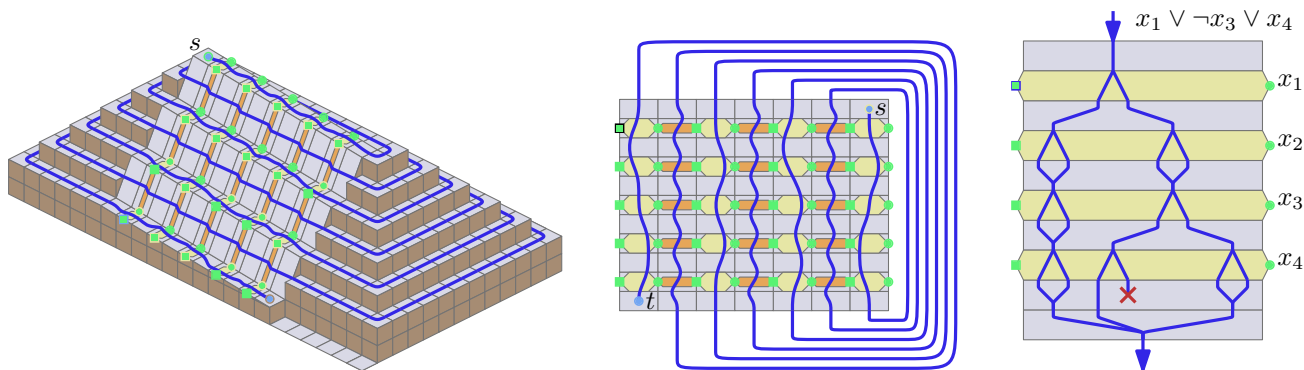 s
s
t
x₁ ∨ ¬x₃ ∨ x₄
x₁
x₂
x₃
x₄